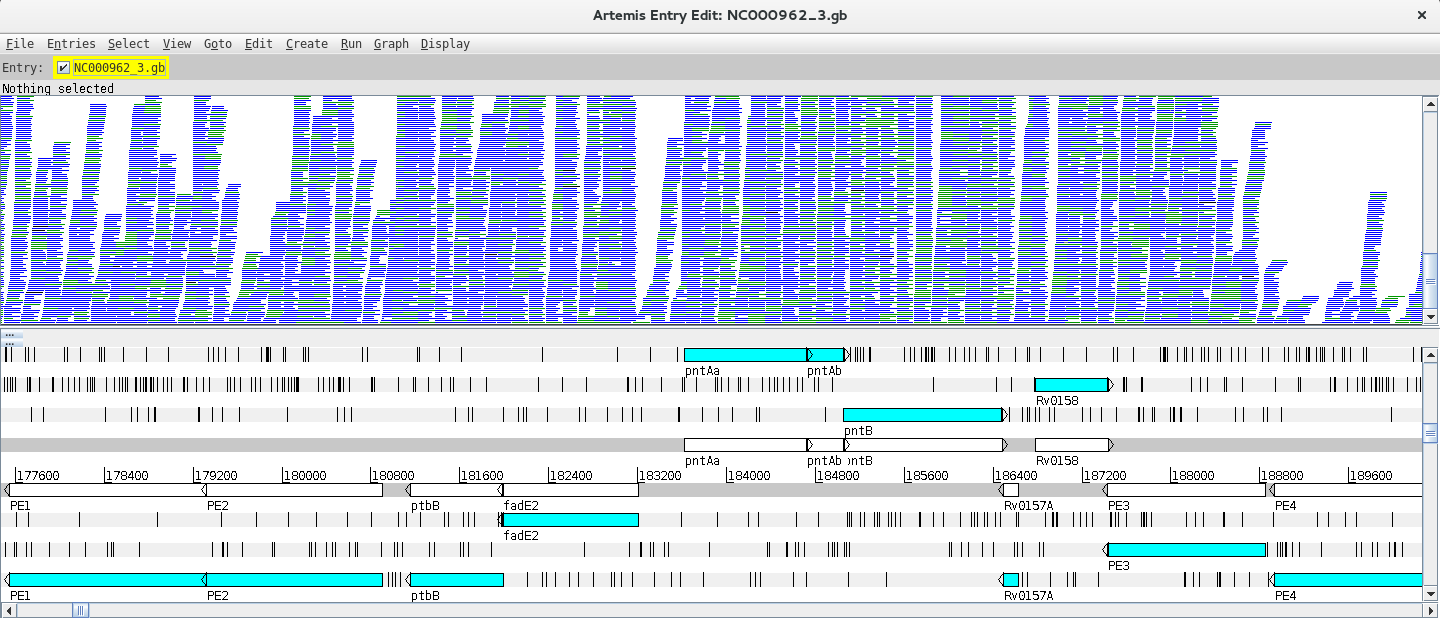 Artemis Entry Edit: NC000962_3.gb
File Entries Select View Goto Edit Create Run Graph Display
Entry: NC000962_3.gb
Nothing selected
pntAa pntAb
Rv0158
pntB
pntAa pntAb pntB Rv0158
177600 178400 179200 180000 180800 181600 182400 183200 184000 184800 185600 186400 187200 188000 188800 189600
PE1 PE2 ptbB fadE2 Rv0157A PE3 PE4
fadE2
PE3
PE1 PE2 ptbB Rv0157A PE4